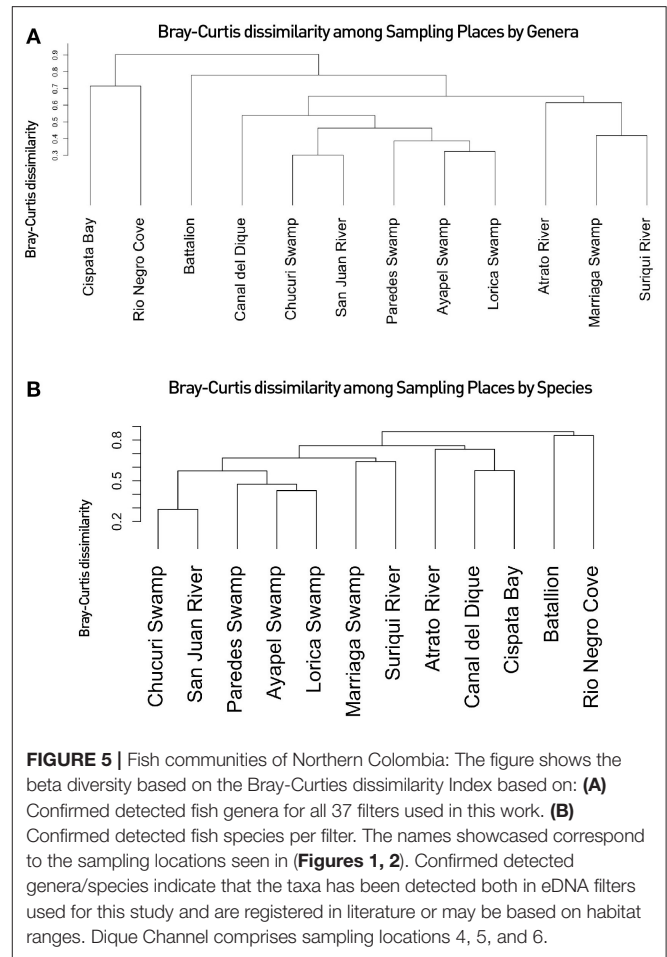 A
Bray-Curtis dissimilarity among Sampling Places by Genera
Bray-Curtis dissimilarity
0.9
0.8
0.7
0.6
0.5
0.4
0.3
Cispata Bay
Rio Negro Cove
Battalion
Canal del Dique
Chucuri Swamp
San Juan River
Paredes Swamp
Ayapel Swamp
Lorica Swamp
Atrato River
Marriaga Swamp
Suriqui River
B
Bray-Curtis dissimilarity among Sampling Places by Species
Bray-Curtis dissimilarity
0.8
0.5
0.2
Chucuri Swamp
San Juan River
Paredes Swamp
Ayapel Swamp
Lorica Swamp
Marriaga Swamp
Suriqui River
Atrato River
Canal del Dique
Cispata Bay
Batallion
Rio Negro Cove
FIGURE 5 | Fish communities of Northern Colombia: The figure shows the
beta diversity based on the Bray-Curties dissimilarity Index based on: (A)
Confirmed detected fish genera for all 37 filters used in this work. (B)
Confirmed detected fish species per filter. The names showcased correspond
to the sampling locations seen in (Figures 1, 2). Confirmed detected
genera/species indicate that the taxa has been detected both in eDNA filters
used for this study and are registered in literature or may be based on habitat
ranges. Dique Channel comprises sampling locations 4, 5, and 6.